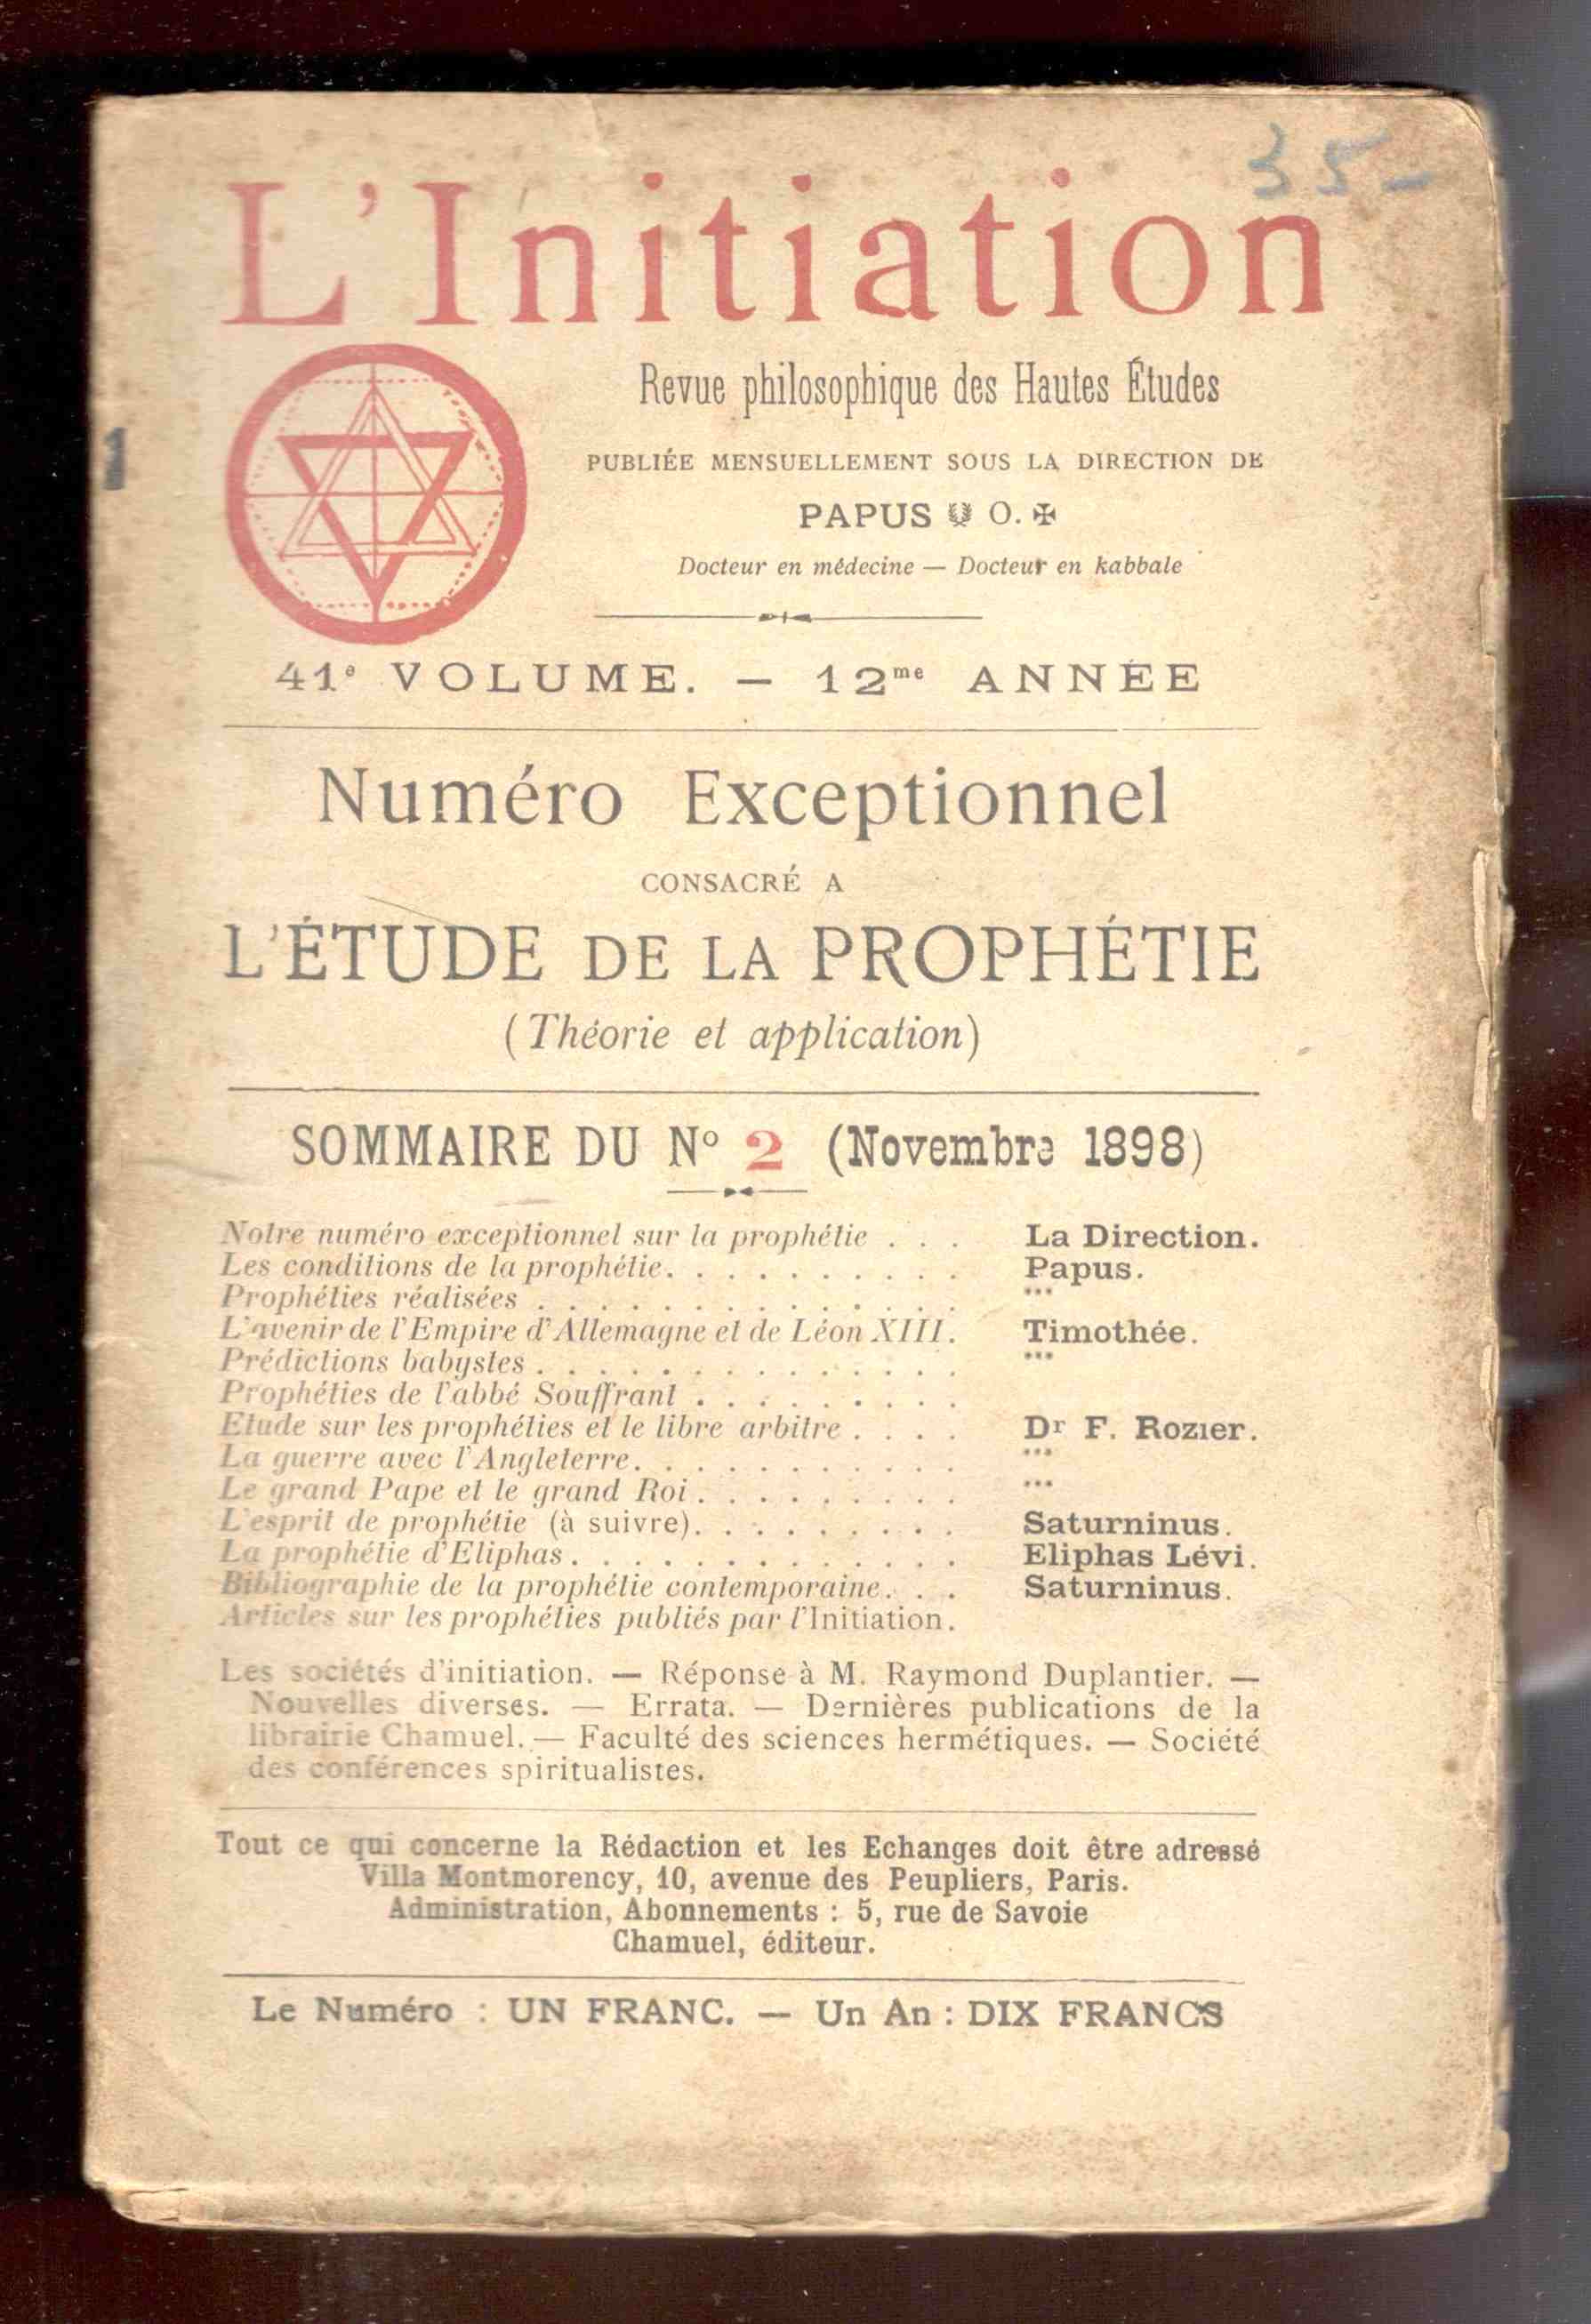 35-
L'Initiation
Revue philosophique des Hautes Études
PUBLIÉE MENSUELLEMENT SOUS LA DIRECTION DE
1
PAPUS O. ✠
Docteur en médecine — Docteur en kabbale
41e VOLUME. — 12me ANNÉE
Numéro Exceptionnel
CONSACRÉ A
L'ÉTUDE DE LA PROPHÉTIE
(Théorie et application)
SOMMAIRE DU No 2 (Novembre 1898)
Notre numéro exceptionnel sur la prophétie . . . La Direction.
Les conditions de la prophétie. . . . . . . . . . Papus.
Prophéties réalisées . . . . . . . . . . . . . . ***
L'avenir de l'Empire d'Allemagne et de Léon XIII. Timothée.
Prédictions babystes . . . . . . . . . . . . . . ***
Prophéties de l'abbé Souffrant . . . . . . . . .
Etude sur les prophéties et le libre arbitre . . . . Dr F. Rozier.
La guerre avec l'Angleterre. . . . . . . . . . . ***
Le grand Pape et le grand Roi . . . . . . . . . ***
L'esprit de prophétie (à suivre). . . . . . . . . Saturninus.
La prophétie d'Eliphas . . . . . . . . . . . . . Eliphas Lévi.
Bibliographie de la prophétie contemporaine. . . Saturninus.
Articles sur les prophéties publiés par l'Initiation.
Les sociétés d'initiation. — Réponse à M. Raymond Duplantier. —
Nouvelles diverses. — Errata. — Dernières publications de la
librairie Chamuel. — Faculté des sciences hermétiques. — Société
des conférences spiritualistes.
Tout ce qui concerne la Rédaction et les Echanges doit être adressé
Villa Montmorency, 10, avenue des Peupliers, Paris.
Administration, Abonnements : 5, rue de Savoie
Chamuel, éditeur.
Le Numéro : UN FRANC. — Un An : DIX FRANCS